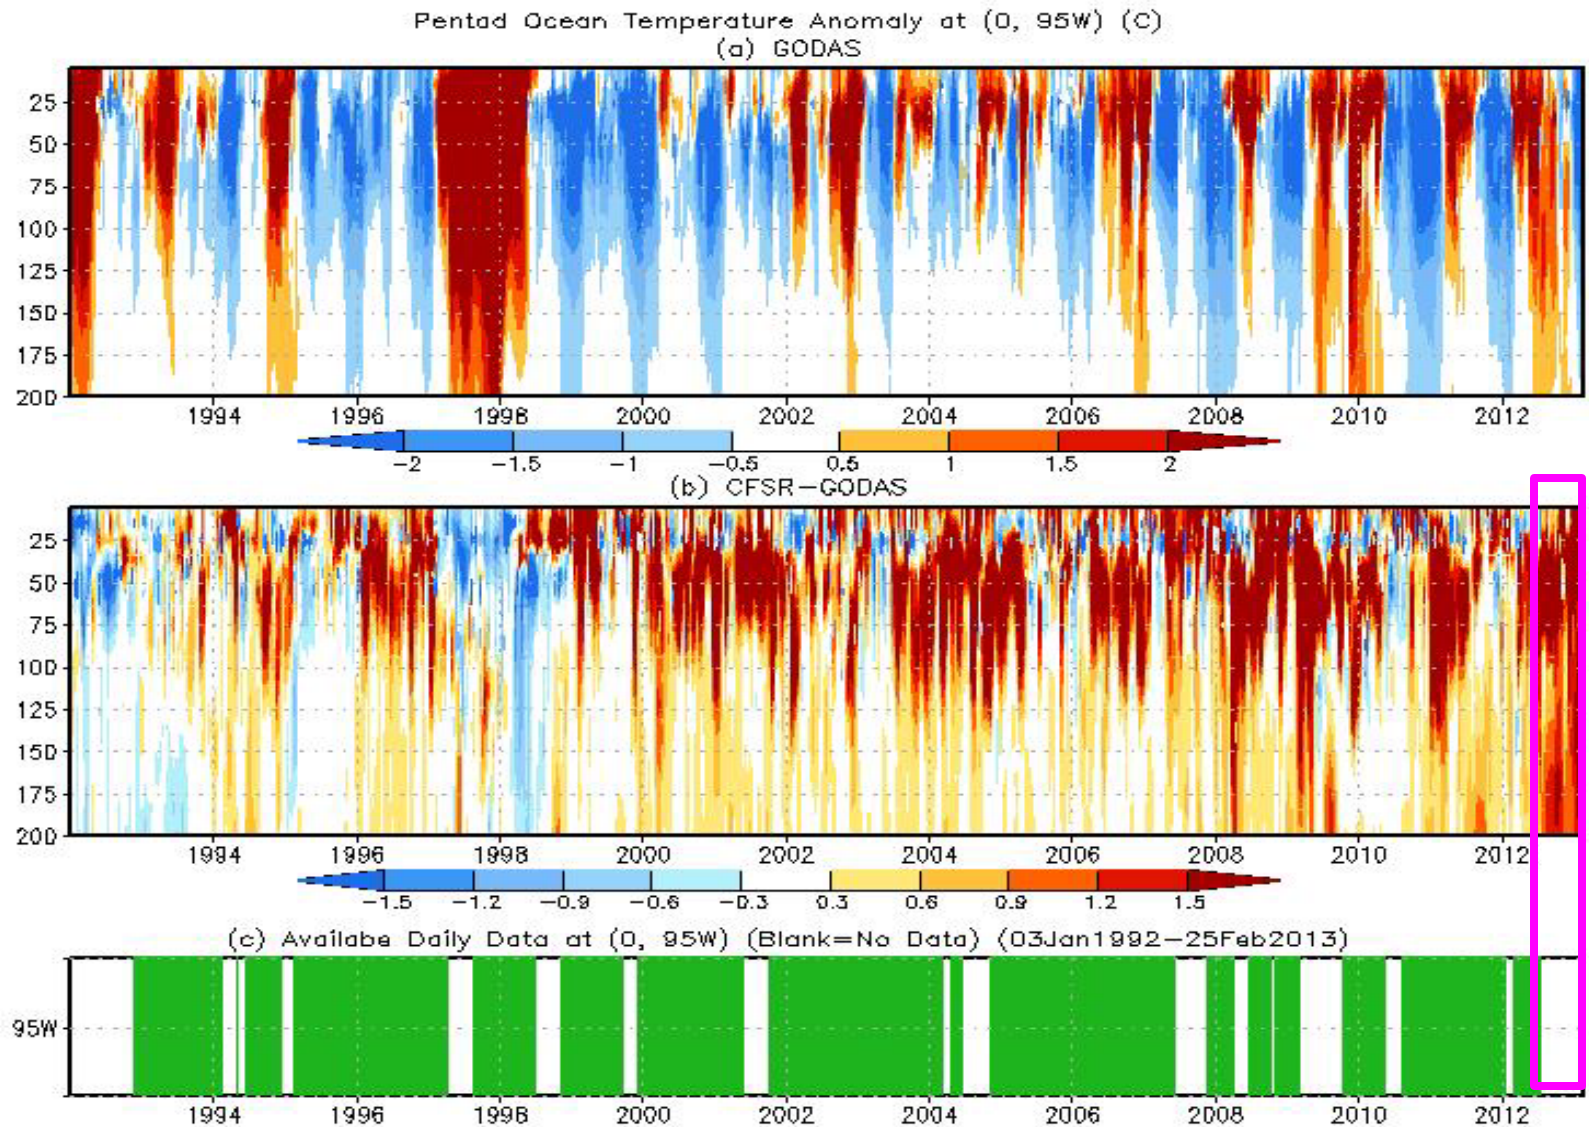 Pentad Ocean Temperature Anomaly at (0, 95W) (C)
(a) GODAS
25
50
75
100
125
150
175
200
1994 1996 1998 2000 2002 2004 2006 2008 2010 2012
-2 -1.5 -1 -0.5 0.5 1 1.5 2
(b) CFSR-GODAS
25
50
75
100
125
150
175
200
1994 1996 1998 2000 2002 2004 2006 2008 2010 2012
-1.5 -1.2 -0.9 -0.6 -0.3 0.3 0.6 0.9 1.2 1.5
(c) Availabe Daily Data at (0, 95W) (Blank=No Data) (03Jan1992-25Feb2013)
95W
1994 1996 1998 2000 2002 2004 2006 2008 2010 2012